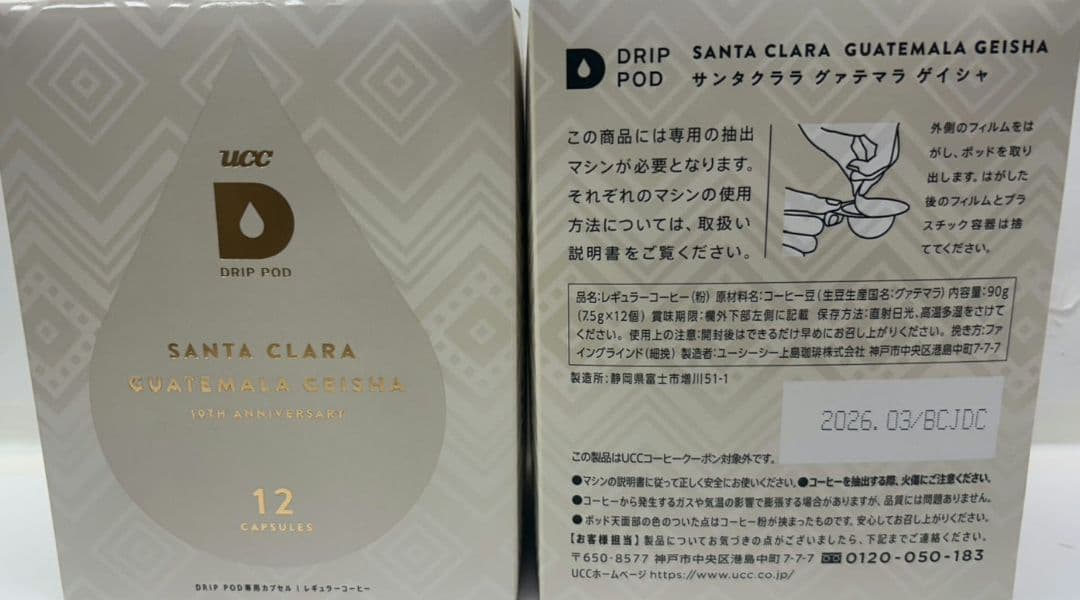 ucc
DRIP POD
SANTA CLARA
GUATEMALA GEISHA
10TH ANNIVERSARY
12
CAPSULES
DRIP POD専用カプセル | レギュラーコーヒー
DRIP
POD
SANTA CLARA GUATEMALA GEISHA
サンタクララ グァテマラ ゲイシャ
この商品には専用の抽出
マシンが必要となります。
それぞれのマシンの使用
方法については、取扱い
説明書をご覧ください。
外側のフィルムをは
がし、ポッドを取り
出します。はがした
後のフィルムとプラ
スチック容器は捨
ててください。
品名:レギュラーコーヒー(粉) 原材料名:コーヒー豆(生豆生産国名:グァテマラ)内容量:90g
(7.5g×12個) 賞味期限:欄外下部左側に記載 保存方法:直射日光、高温多湿をさけて
ください。 使用上の注意:開封後はできるだけ早めにお召し上がりください。挽き方:ファ
イングラインド(細挽) 製造者:ユーシーシー上島珈琲株式会社 神戸市中央区港島中町7-7-7
製造所:静岡県富士市増川51-1
2026.03/BCJDC
この製品はUCCコーヒークーポン対象外です。
●マシンの説明書に従って正しく安全にお使いください。●コーヒーを抽出する際、火傷にご注意ください。
●コーヒーから発生するガスや気温の影響で膨張する場合がありますが、品質には問題ありません。
●ポッド天面部の色のついた点はコーヒー粉が挟まったものです。安心してお召し上がりください。
【お客様担当】製品についてお気づきの点がございましたら、下記までご連絡ください。
〒650-8577 神戸市中央区港島中町7-7-7 0120-050-183
UCCホームページ https://www.ucc.co.jp/